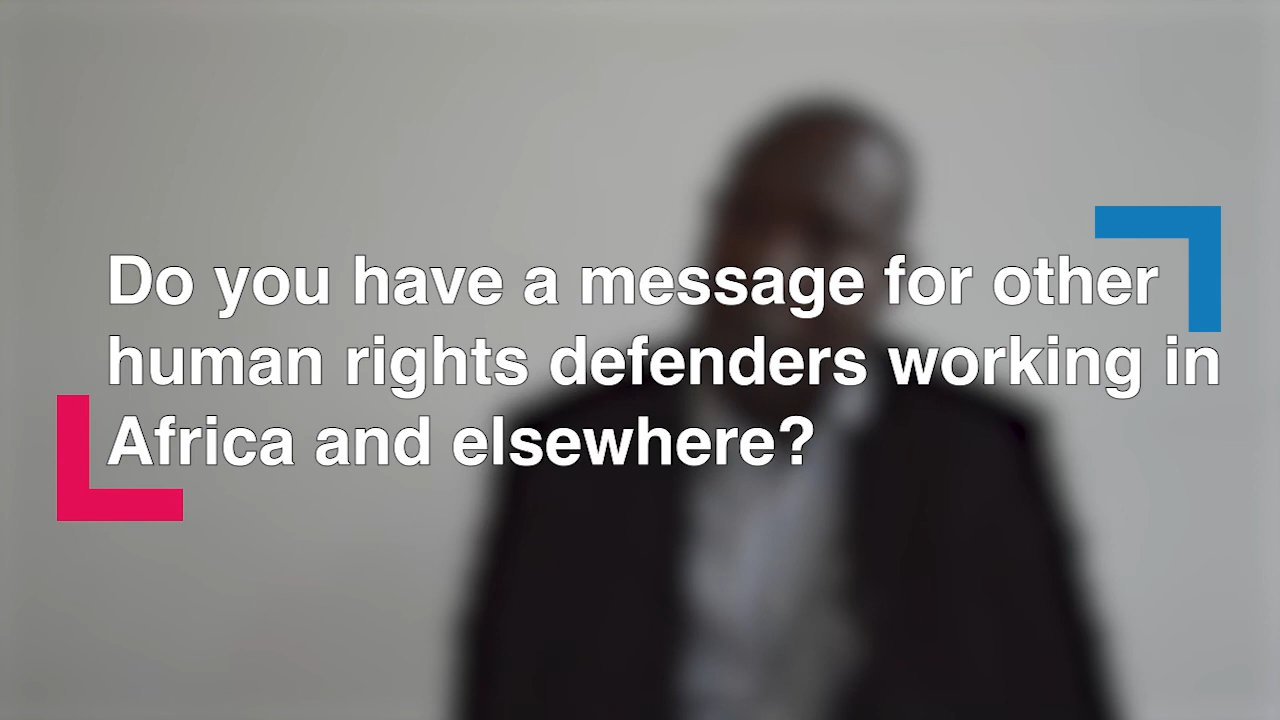 Do you have a message for other
human rights defenders working in
Africa and elsewhere?